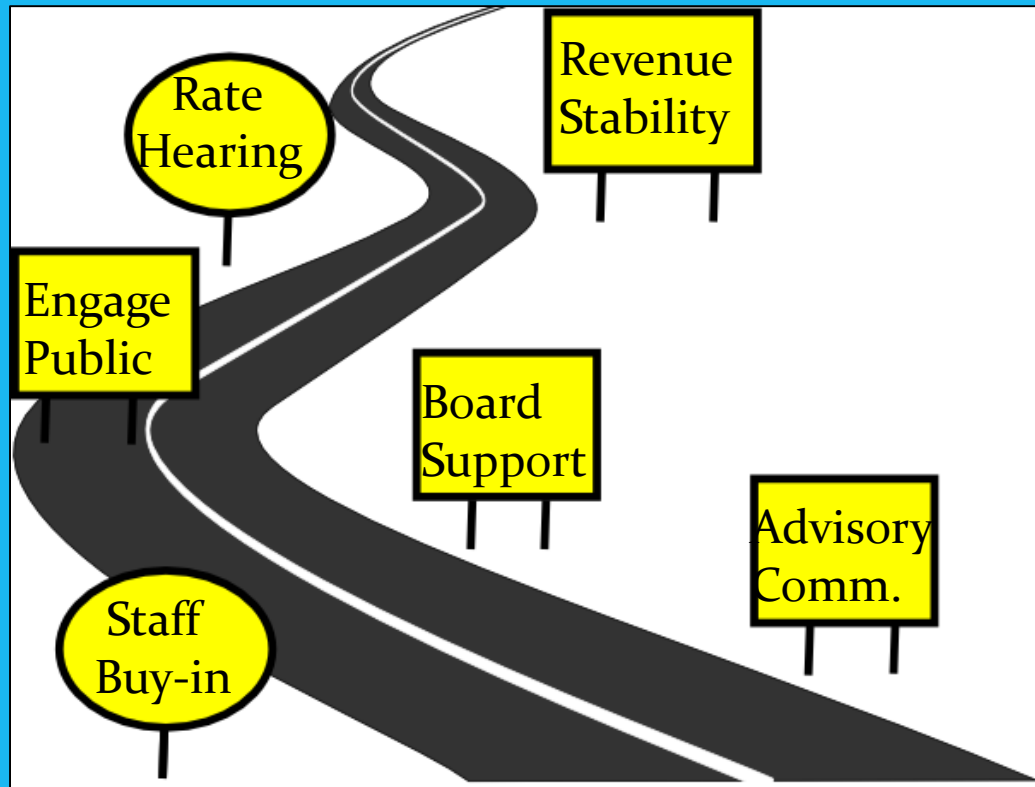 Revenue
Stability
Rate
Hearing
Engage
Public
Board
Support
Advisory
Comm.
Staff
Buy-in